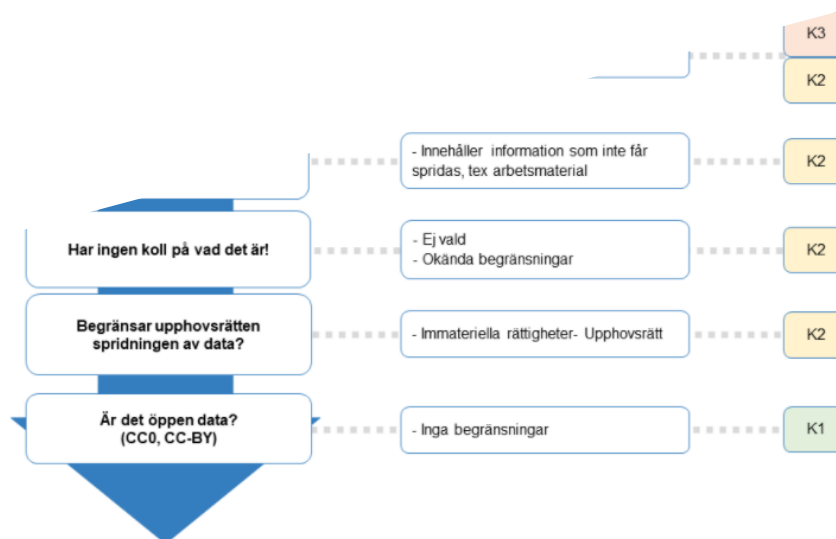 K3
K2
- Innehåller information som inte får
spridas, tex arbetsmaterial
K2
Har ingen koll på vad det är!
- Ej vald
- Okända begränsningar
K2
Begränsar upphovsrätten
spridningen av data?
- Immateriella rättigheter- Upphovsrätt
K2
Är det öppen data?
(CC0, CC-BY)
- Inga begränsningar
K1